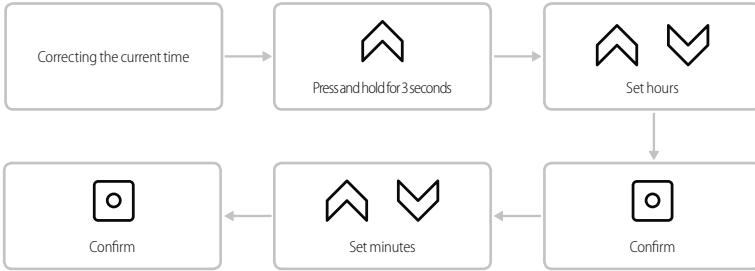 Correcting the current time
Press and hold for 3 seconds
Set hours
Confirm
Set minutes
Confirm